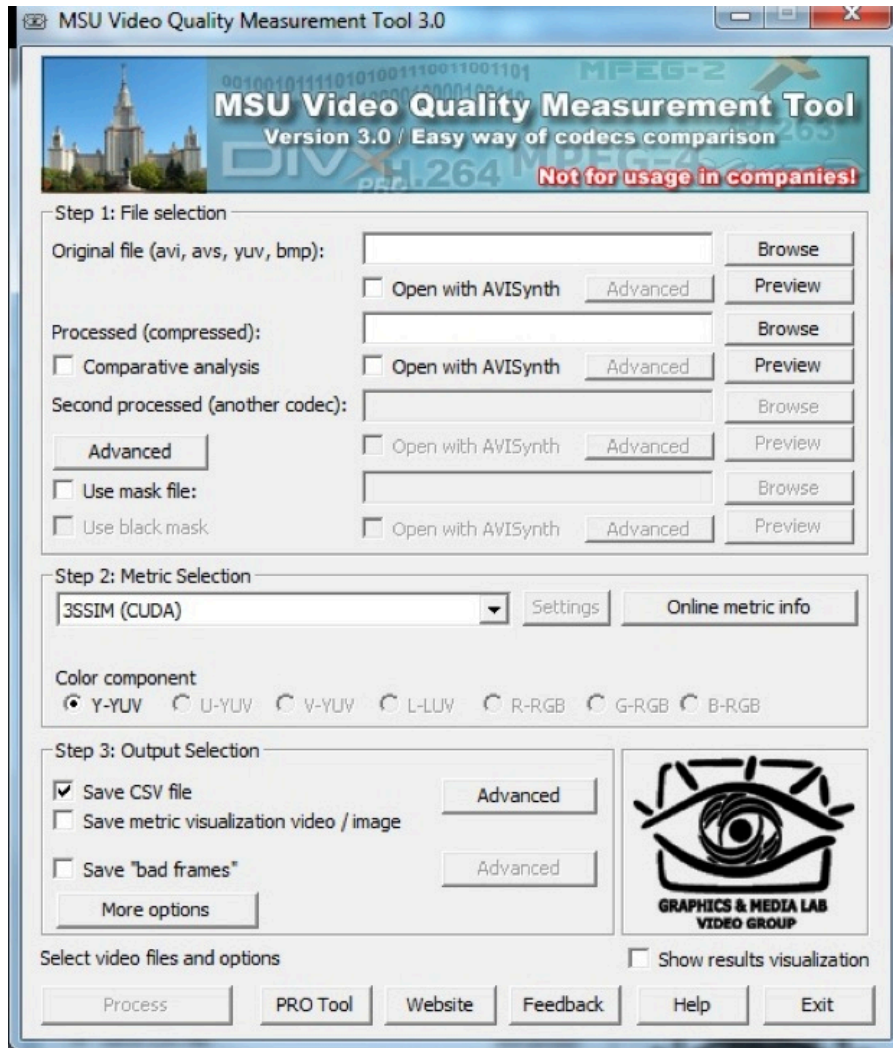 MSU Video Quality Measurement Tool 3.0
001001011110101001110011001101
MPEG-2
MSU Video Quality Measurement Tool
Version 3.0 / Easy way of codecs comparison
263
DIVX PRO H.264 MPEG-4
Not for usage in companies!
Step 1: File selection
Original file (avi, avs, yuv, bmp): Browse
Open with AVISynth Advanced Preview
Processed (compressed): Browse
Comparative analysis Open with AVISynth Advanced Preview
Second processed (another codec): Browse
Advanced Open with AVISynth Advanced Preview
Use mask file: Browse
Use black mask Open with AVISynth Advanced Preview
Step 2: Metric Selection
3SSIM (CUDA) Settings Online metric info
Color component
Y-YUV U-YUV V-YUV L-LUV R-RGB G-RGB B-RGB
Step 3: Output Selection
Save CSV file Advanced
Save metric visualization video / image
Save "bad frames" Advanced
More options
GRAPHICS & MEDIA LAB
VIDEO GROUP
Select video files and options Show results visualization
Process PRO Tool Website Feedback Help Exit